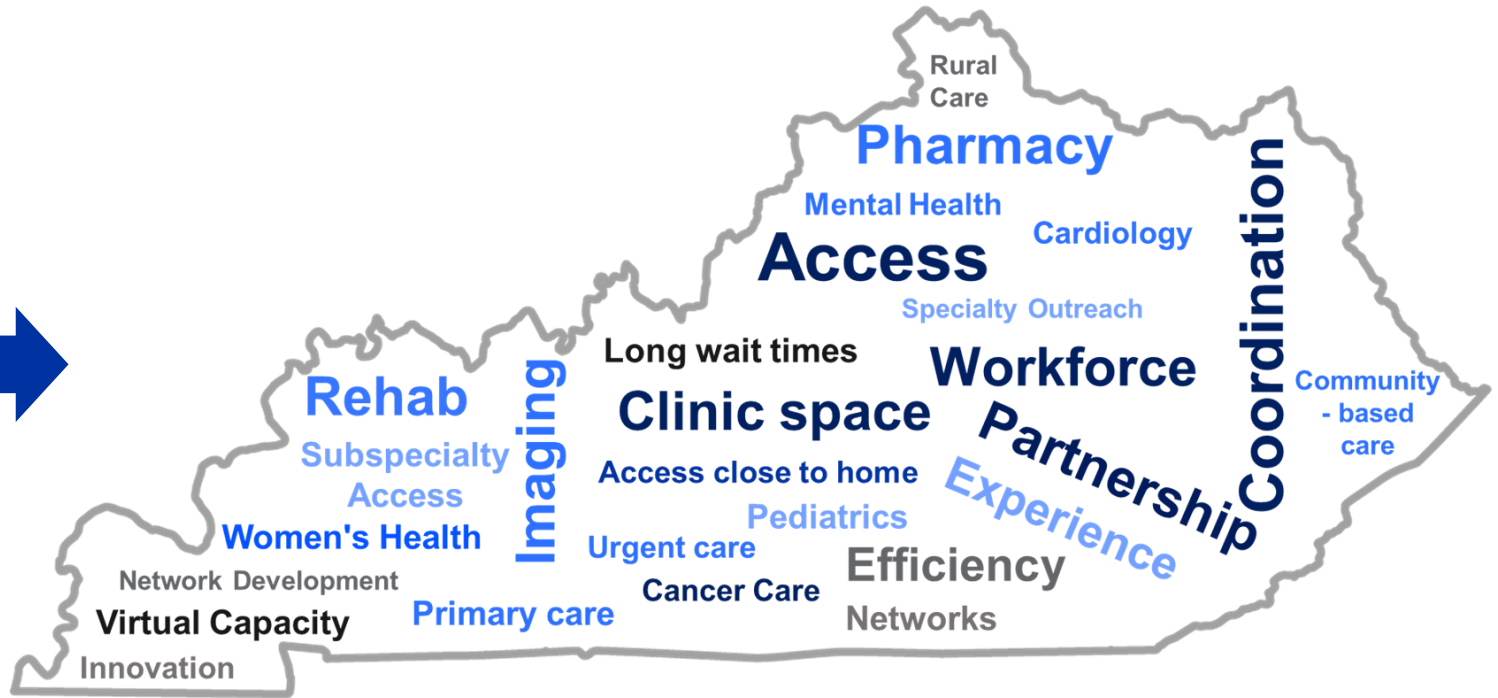 Rural
Care
Pharmacy
Mental Health
Cardiology
Access
Specialty Outreach
Coordination
Long wait times
Workforce
Rehab
Imaging
Clinic space
Community
- based
care
Partnership
Subspecialty
Access
Access close to home
Experience
Pediatrics
Women's Health
Urgent care
Efficiency
Network Development
Cancer Care
Primary care
Networks
Virtual Capacity
Innovation